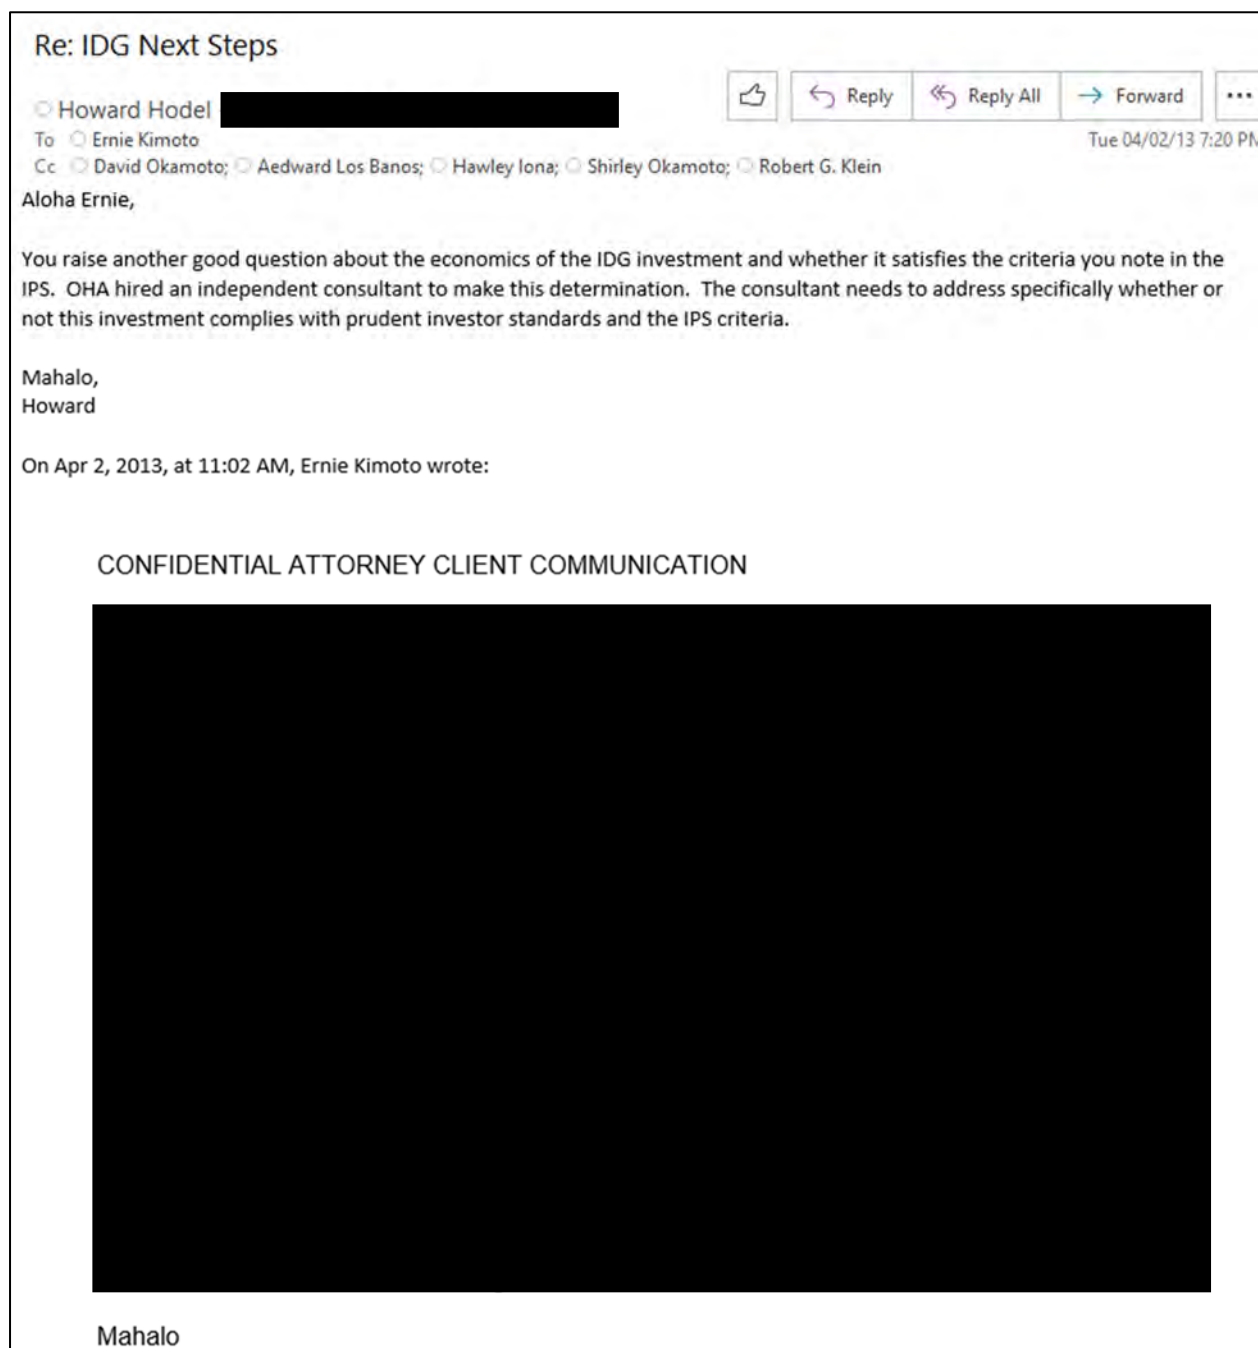 Re: IDG Next Steps
Howard Hodel
Reply Reply All Forward ...
To Ernie Kimoto
Tue 04/02/13 7:20 PM
Cc David Okamoto; Aedward Los Banos; Hawley Iona; Shirley Okamoto; Robert G. Klein
Aloha Ernie,
You raise another good question about the economics of the IDG investment and whether it satisfies the criteria you note in the
IPS. OHA hired an independent consultant to make this determination. The consultant needs to address specifically whether or
not this investment complies with prudent investor standards and the IPS criteria.
Mahalo,
Howard
On Apr 2, 2013, at 11:02 AM, Ernie Kimoto wrote:
CONFIDENTIAL ATTORNEY CLIENT COMMUNICATION
Mahalo